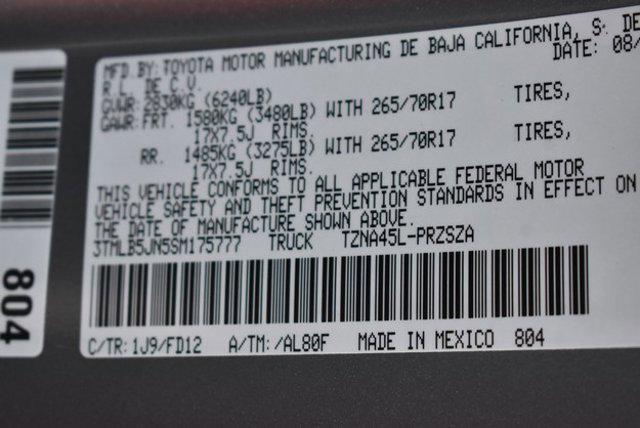 MFD.BY:TOYOTA MOTOR MANUFACTURING DE BAJA CALIFORNIA, S. DE
R.L. DE C.V. DATE: 08/
GVWR: 2830KG (6240LB)
GAWR:FRT. 1580KG (3480LB) WITH 265/70R17 TIRES,
17X7.5J RIMS.
RR. 1485KG (3275LB) WITH 265/70R17 TIRES,
17X7.5J RIMS.
THIS VEHICLE CONFORMS TO ALL APPLICABLE FEDERAL MOTOR
VEHICLE SAFETY AND THEFT PREVENTION STANDARDS IN EFFECT ON
THE DATE OF MANUFACTURE SHOWN ABOVE.
3TMLB5JN5SM175777 TRUCK TZNA45L-PRZSZA
C/TR:1J9/FD12 A/TM:/AL80F MADE IN MEXICO 804
804